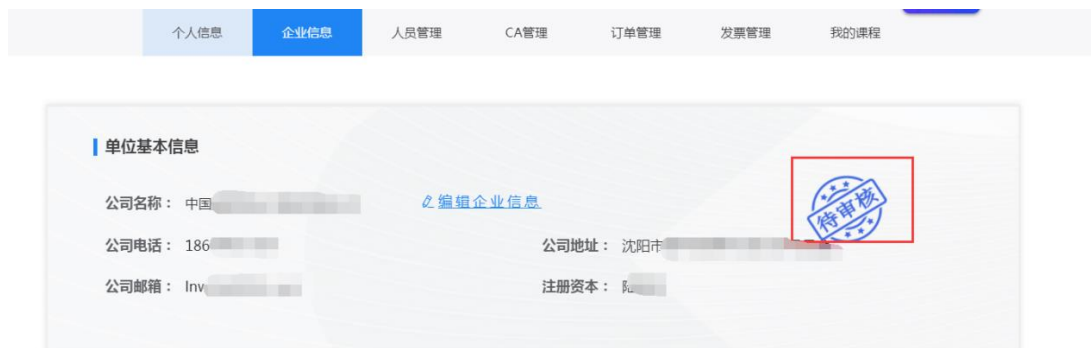 个人信息 企业信息 人员管理 CA管理 订单管理 发票管理 我的课程
单位基本信息
公司名称： 中国
编辑企业信息
待审核
公司电话： 186
公司地址： 沈阳市
公司邮箱： Inv
注册资本：